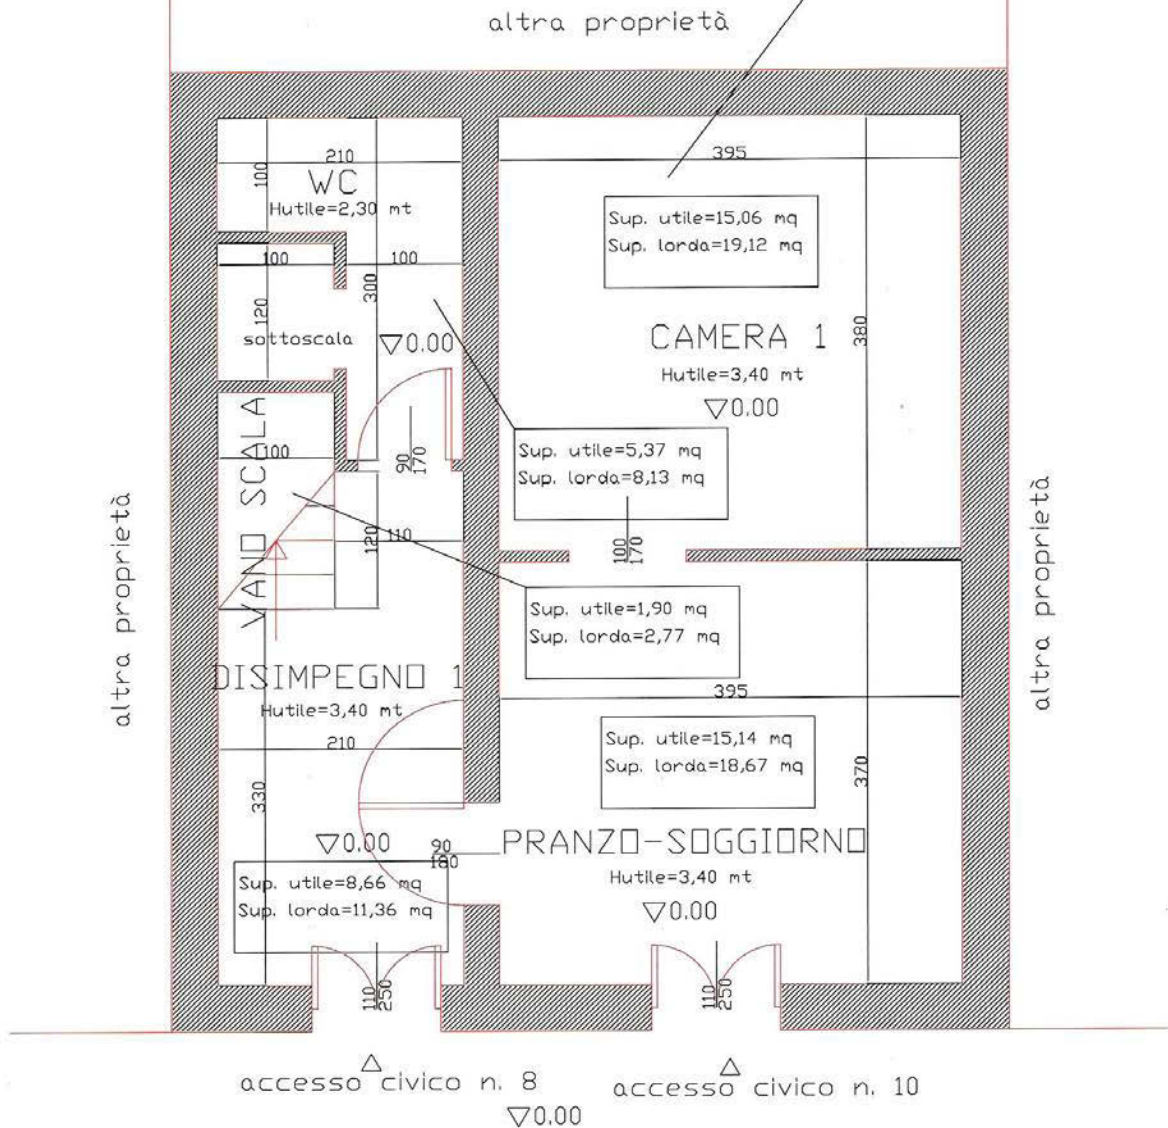 altra proprietà
210
395
100
WC
Hutile=2,30 mt
Sup. utile=15,06 mq
Sup. lorda=19,12 mq
100
100
300
120
sottoscala
0.00
CAMERA 1
380
Hutile=3,40 mt
0.00
VANO SCALA
100
90
170
Sup. utile=5,37 mq
Sup. lorda=8,13 mq
altra proprietà
altra proprietà
120
110
100
170
Sup. utile=1,90 mq
Sup. lorda=2,77 mq
DISIMPEGNO 1
Hutile=3,40 mt
395
210
Sup. utile=15,14 mq
Sup. lorda=18,67 mq
330
370
0.00
90
180
PRANZO-SOGGIORNO
Hutile=3,40 mt
0.00
Sup. utile=8,66 mq
Sup. lorda=11,36 mq
110
250
110
250
accesso civico n. 8
accesso civico n. 10
0.00